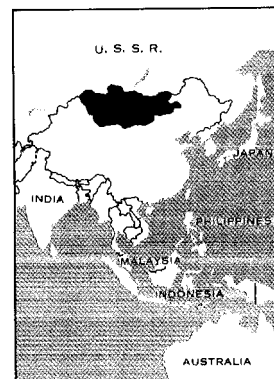 U. S. S. R.
JAPAN
INDIA
PHILIPPINES
MALAYSIA
INDONESIA
AUSTRALIA